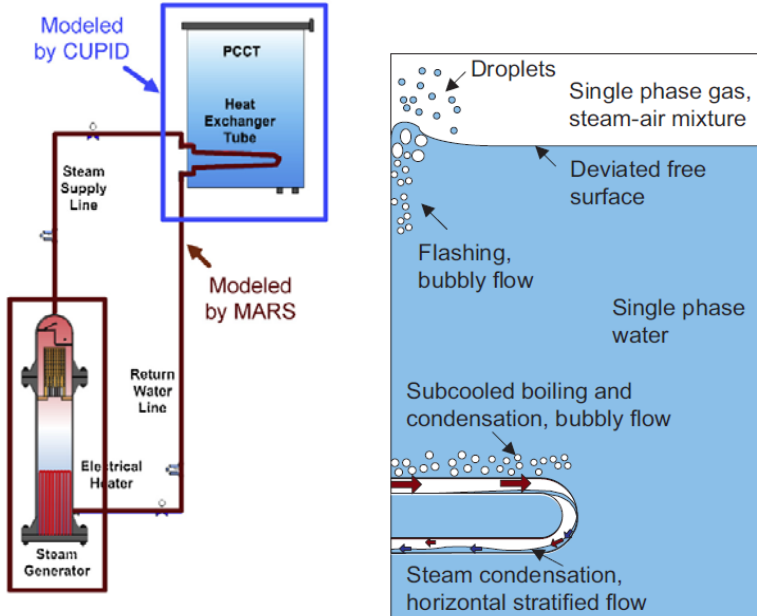 Modeled
by CUPID
PCCT
Heat
Exchanger
Tube
Steam
Supply
Line
Modeled
by MARS
Return
Water
Line
Electrical
Heater
Steam
Generator
Droplets
Single phase gas,
steam-air mixture
Deviated free
surface
Flashing,
bubbly flow
Single phase
water
Subcooled boiling and
condensation, bubbly flow
Steam condensation,
horizontal stratified flow